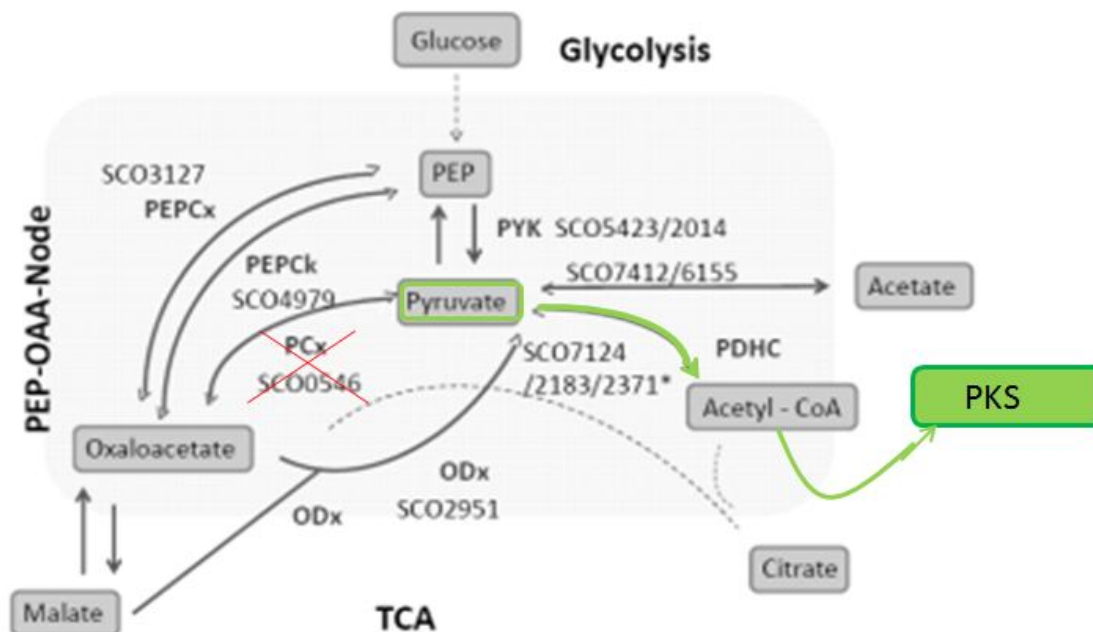 Glucose
Glycolysis
SCO3127
PEPCx
PEP
PEP-OAA-Node
PYK SCO5423/2014
PEPCk
SCO7412/6155
SCO4979
Pyruvate
Acetate
PCx
SCO0546
SCO7124
/2183/2371*
PDHC
Acetyl - CoA
PKS
Oxaloacetate
ODx
SCO2951
ODx
Citrate
Malate
TCA